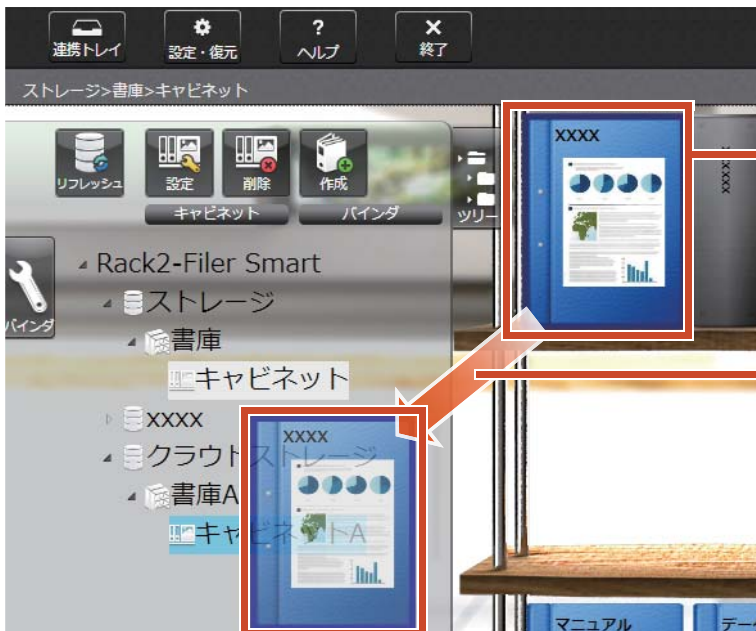 連携トレイ
設定・復元
ヘルプ
終了
ストレージ>書庫>キャビネット
リフレッシュ
設定
削除
作成
キャビネット
バインダ
ツリー
バインダ
Rack2-Filer Smart
ストレージ
書庫
キャビネット
xxxx
クラウドストレージ
書庫A
キャビネットA
xxxx
xxxx
xxxx
マニュアル
デー